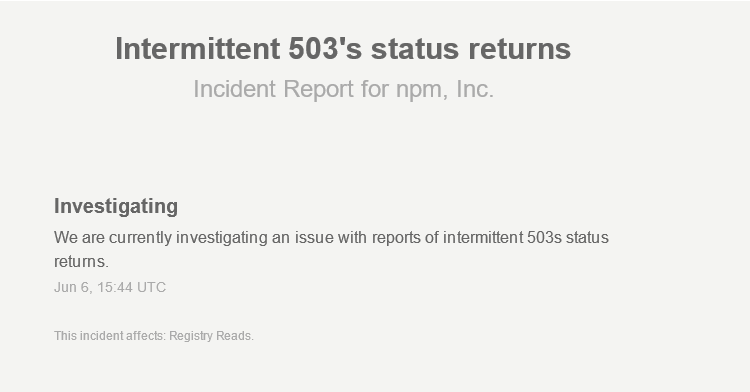 Intermittent 503's status returns
Incident Report for npm, Inc.
Investigating
We are currently investigating an issue with reports of intermittent 503s status
returns.
Jun 6, 15:44 UTC
This incident affects: Registry Reads.